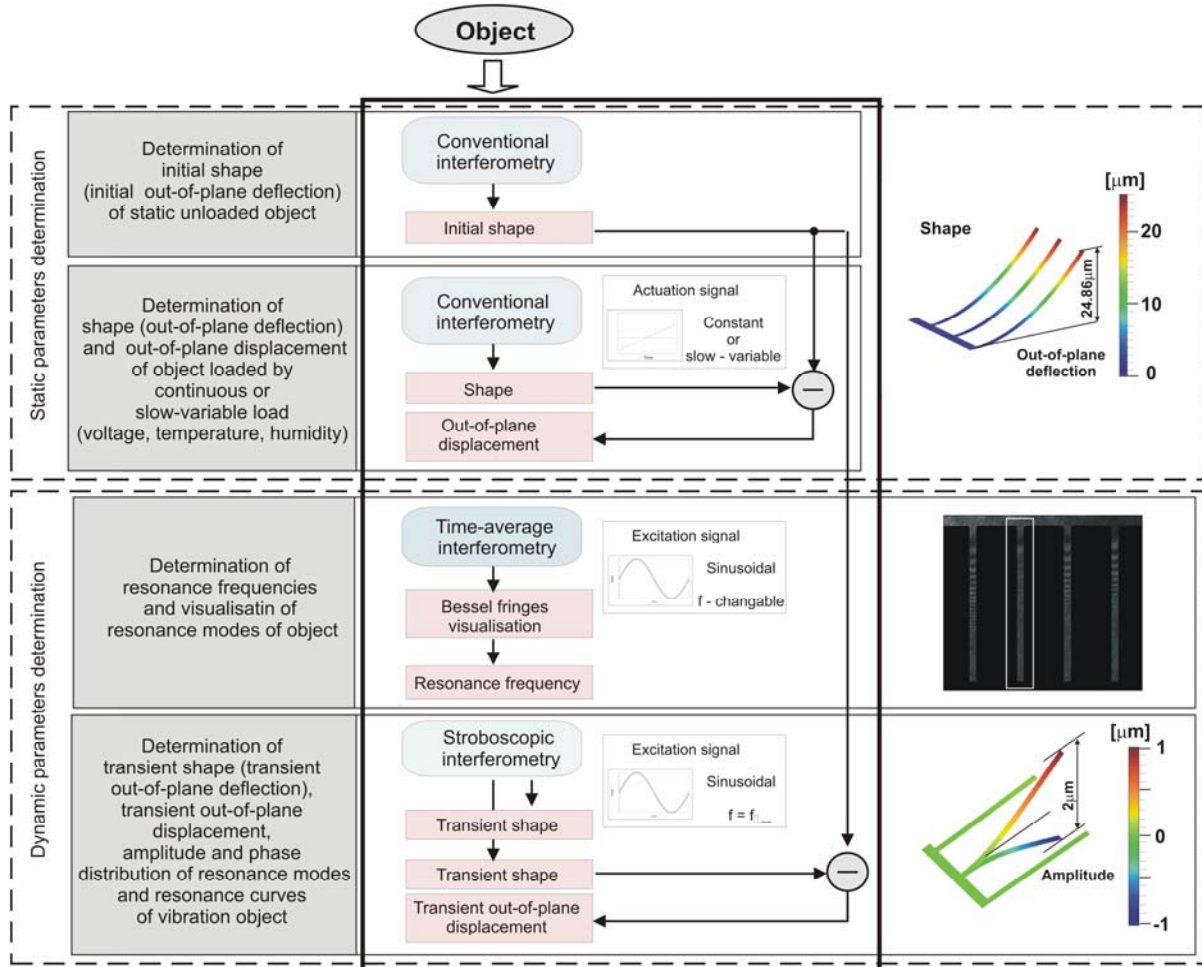 Object
Static parameters determination
Determination of
initial shape
(initial out-of-plane deflection)
of static unloaded object
Conventional
interferometry
Initial shape
Determination of
shape (out-of-plane deflection)
and out-of-plane displacement
of object loaded by
continuous or
slow-variable load
(voltage, temperature, humidity)
Conventional
interferometry
Shape
Out-of-plane
displacement
Actuation signal
Constant
or
slow - variable
Time
[μm]
Shape
20
10
0
24.86μm
Out-of-plane
deflection
Dynamic parameters determination
Determination of
resonance frequencies
and visualisatin of
resonance modes of object
Time-average
interferometry
Bessel fringes
visualisation
Resonance frequency
Excitation signal
Sinusoidal
f - changable
Determination of
transient shape (transient
out-of-plane deflection),
transient out-of-plane
displacement,
amplitude and phase
distribution of resonance modes
and resonance curves
of vibration object
Stroboscopic
interferometry
Transient shape
Transient shape
Transient out-of-plane
displacement
Excitation signal
Sinusoidal
f = f
[μm]
1
0
-1
2μm
Amplitude